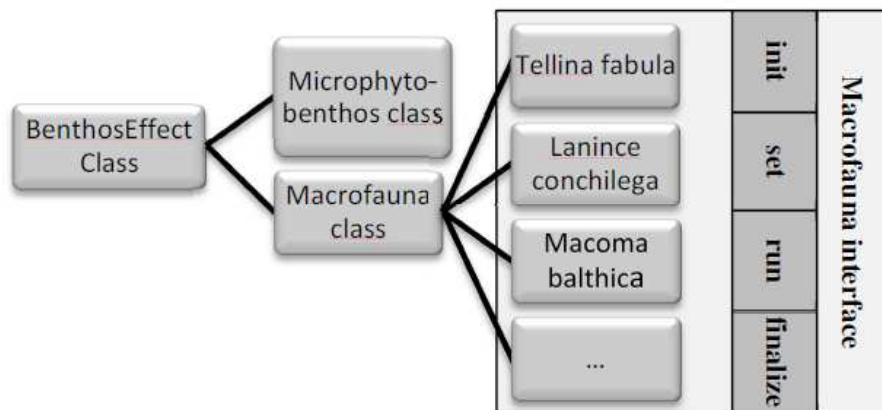 BenthosEffect
Class
Microphyto-
benthos class
Macrofauna
class
Tellina fabula
Lanince
conchilega
Macoma
balthica
...
init
set
run
finalize
Macrofauna interface